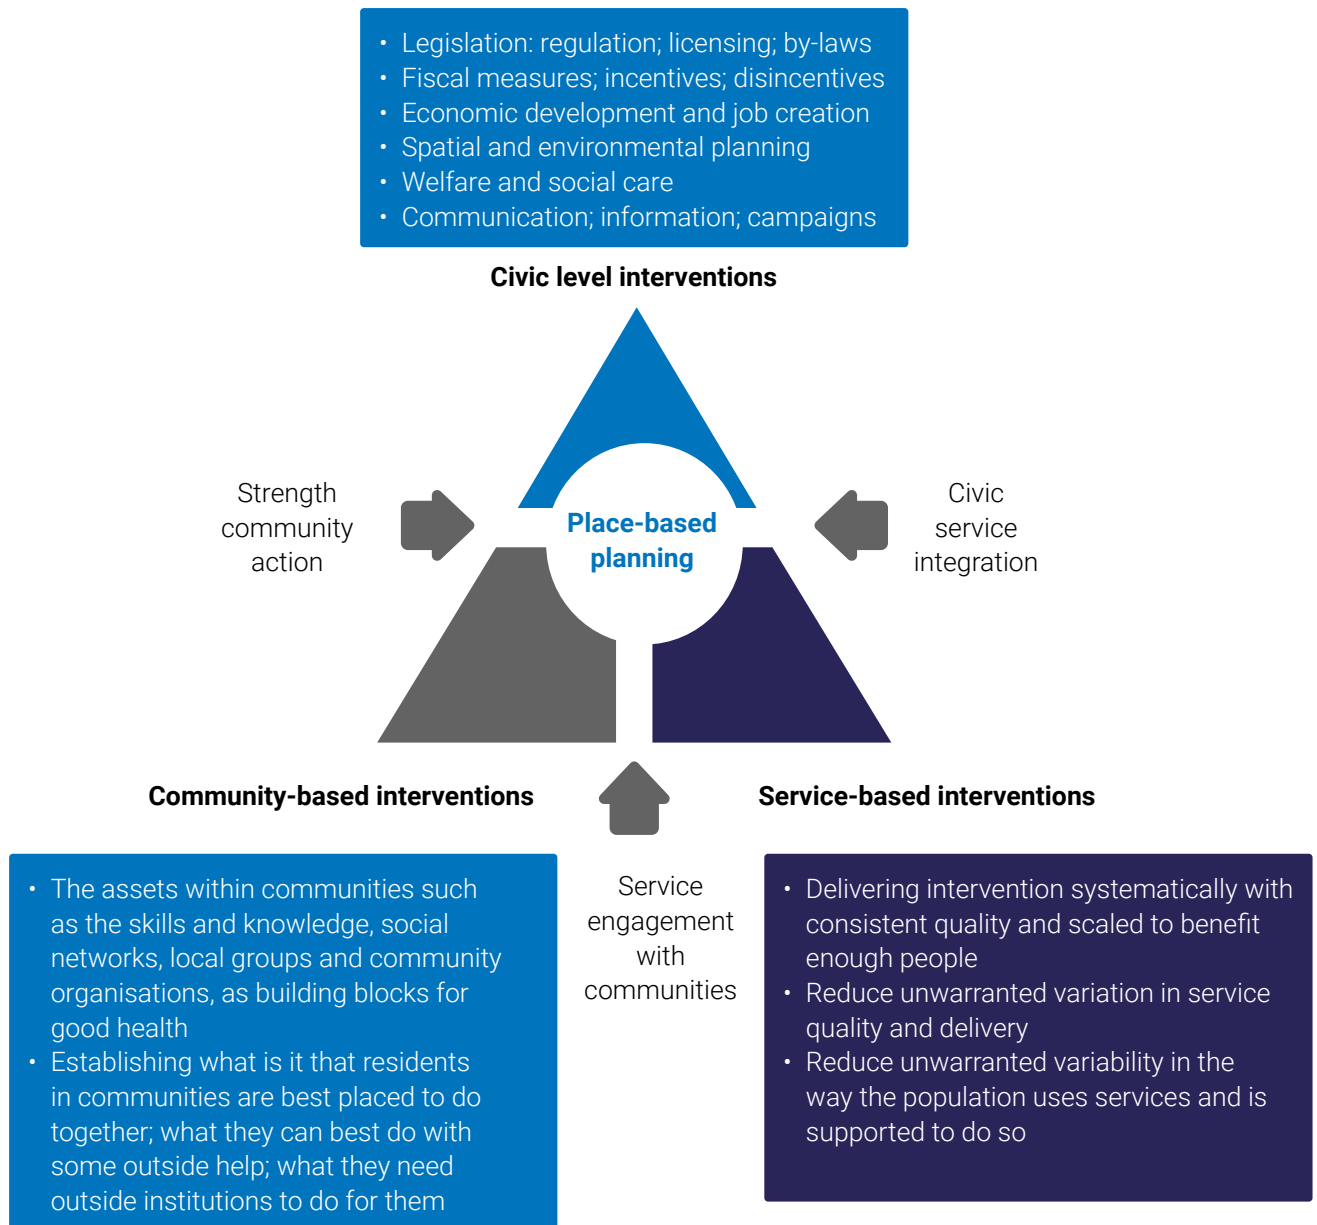 • Legislation: regulation; licensing; by-laws
• Fiscal measures; incentives; disincentives
• Economic development and job creation
• Spatial and environmental planning
• Welfare and social care
• Communication; information; campaigns
Civic level interventions
Strength
community
action
Place-based
planning
Civic
service
integration
Community-based interventions
Service-based interventions
• The assets within communities such
as the skills and knowledge, social
networks, local groups and community
organisations, as building blocks for
good health
• Establishing what is it that residents
in communities are best placed to do
together; what they can best do with
some outside help; what they need
outside institutions to do for them
Service
engagement
with
communities
• Delivering intervention systematically with
consistent quality and scaled to benefit
enough people
• Reduce unwarranted variation in service
quality and delivery
• Reduce unwarranted variability in the
way the population uses services and is
supported to do so